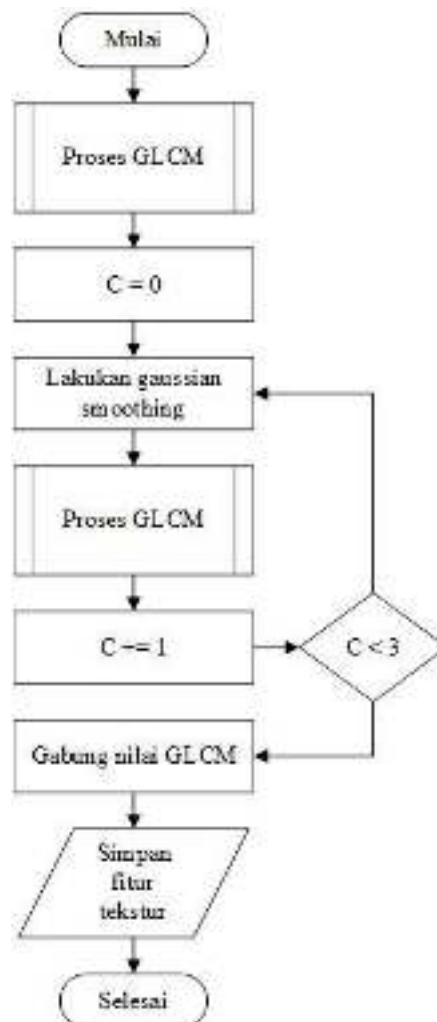 Mulai
Proses GLCM
C = 0
Lakukan gaussian
smoothing
Proses GLCM
C += 1
C < 3
Gabung nilai GLCM
Simpan
fitur
tekstur
Selesai